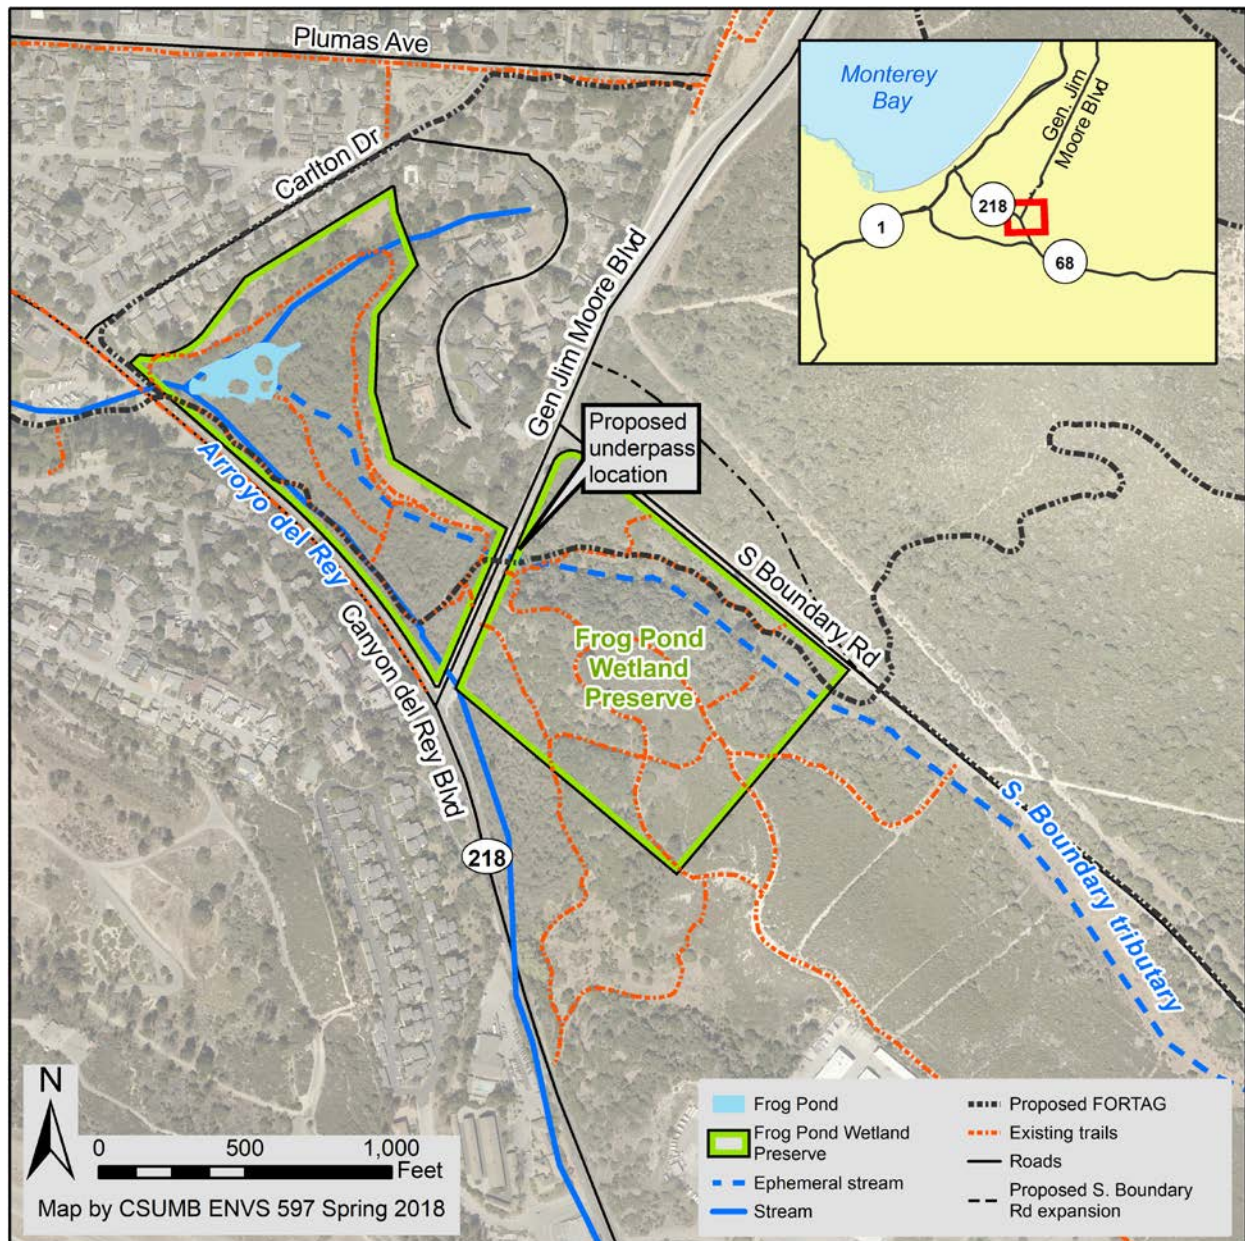 Plumas Ave
Carlton Dr
Gen Jim Moore Blvd
Monterey
Bay
Gen. Jim
Moore Blvd
218
1
68
Proposed
underpass
location
Arroyo del Rey
Canyon del Rey Blvd
S Boundary Rd
Frog Pond
Wetland
Preserve
218
S. Boundary tributary
N
0 500 1,000
Feet
Map by CSUMB ENVS 597 Spring 2018
Frog Pond
Frog Pond Wetland
Preserve
Ephemeral stream
Stream
Proposed FORTAG
Existing trails
Roads
Proposed S. Boundary
Rd expansion